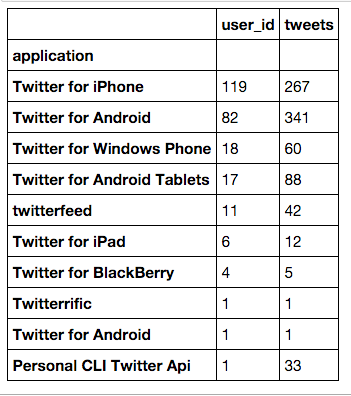 user_id tweets
application
Twitter for iPhone 119 267
Twitter for Android 82 341
Twitter for Windows Phone 18 60
Twitter for Android Tablets 17 88
twitterfeed 11 42
Twitter for iPad 6 12
Twitter for BlackBerry 4 5
Twitterrific 1 1
Twitter for Android 1 1
Personal CLI Twitter Api 1 33